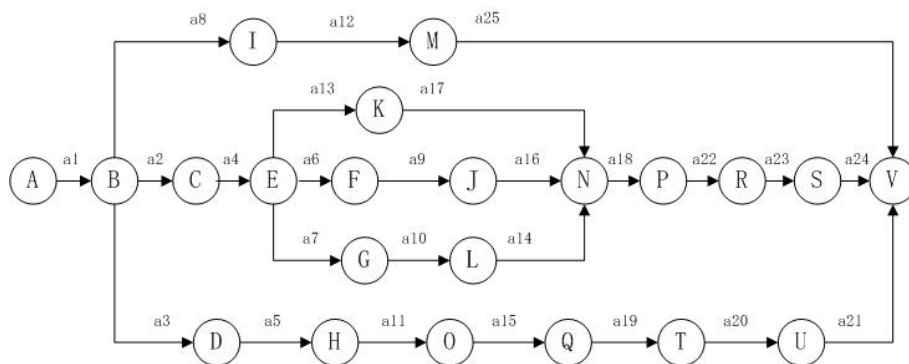 a8 a12 a25
I M
a13 a17
K
a1 a2 a4 a6 a9 a16 a18 a22 a23 a24
A B C E F J N P R S V
a7 a10 a14
G L
a3 a5 a11 a15 a19 a20 a21
D H O Q T U